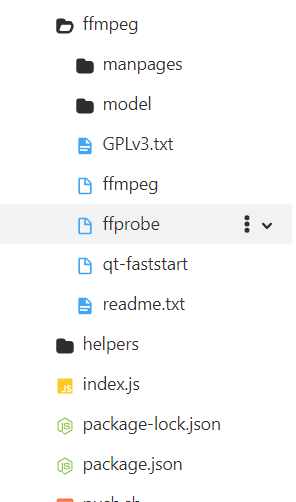 ffmpeg
manpages
model
GPLv3.txt
ffmpeg
ffprobe
qt-faststart
readme.txt
helpers
JS index.js
package-lock.json
package.json